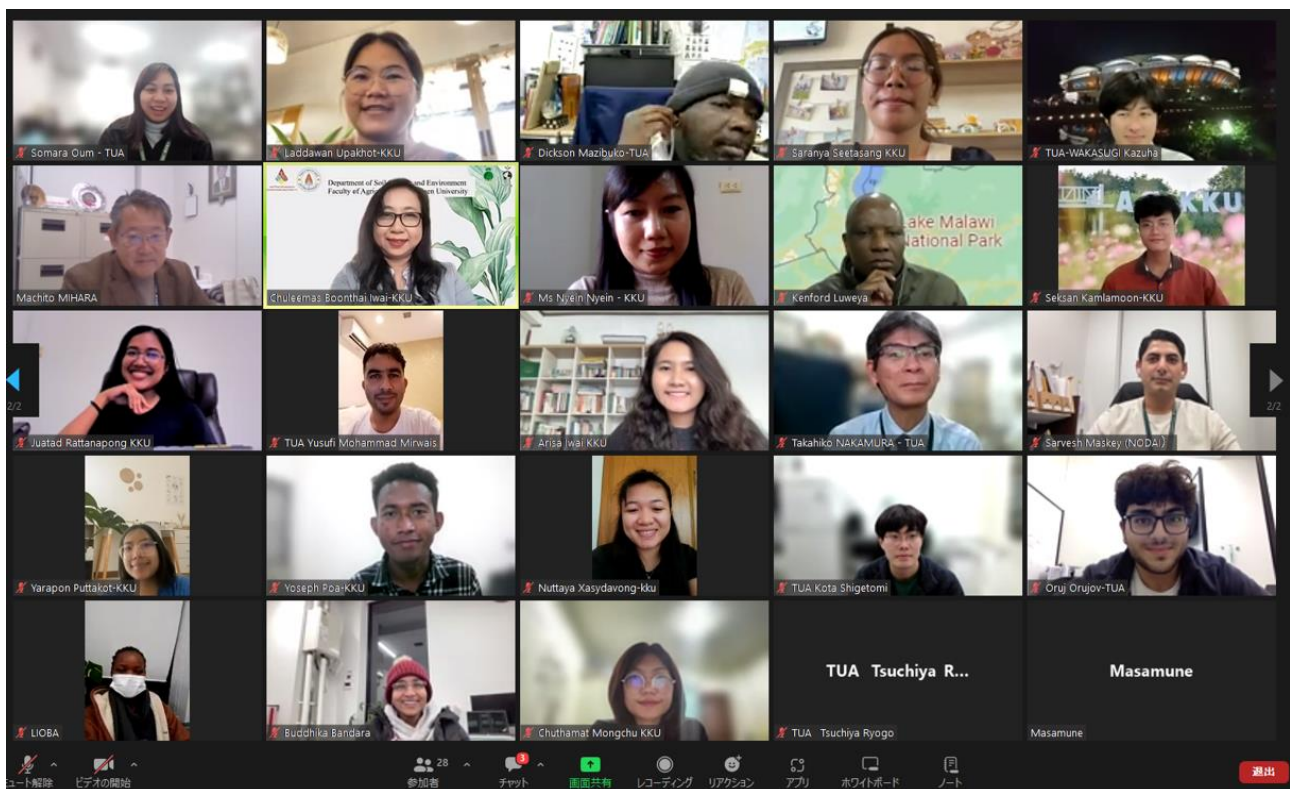 Somara Oum - TUA
Laddawan Upakhot-KKU
Dickson Mazibuko-TUA
Saranya Seetasang KKU
TUA-WAKASUGI Kazuha
Department of Soil and Environment
Faculty of University
KKU
Lake Malawi
National Park
Machito MIHARA
Chuleemas Boonthai Iwai-KKU
Ms Nyein Nyein - KKU
Kenford Luweya
Seksan Kamlamoon-KKU
2/2
2/2
Juatad Rattanapong KKU
TUA Yusufi Mohammad Mirwais
Arisa Iwai KKU
Takahiko NAKAMURA - TUA
Sarvesh Maskey (NODAI)
Yarapon Puttakot-KKU
Yoseph Poa-KKU
Nuttaya Xasydavong-kku
TUA Kota Shigetomi
Oruj Orujov-TUA
TUA Tsuchiya R...
Masamune
LIOBA
Buddhika Bandara
Chuthamat Mongchu KKU
TUA Tsuchiya Ryogo
Masamune
28
3
ミュート解除
ビデオの開始
参加者
チャット
画面共有
レコーディング
リアクション
アプリ
ホワイトボード
ノート
退出